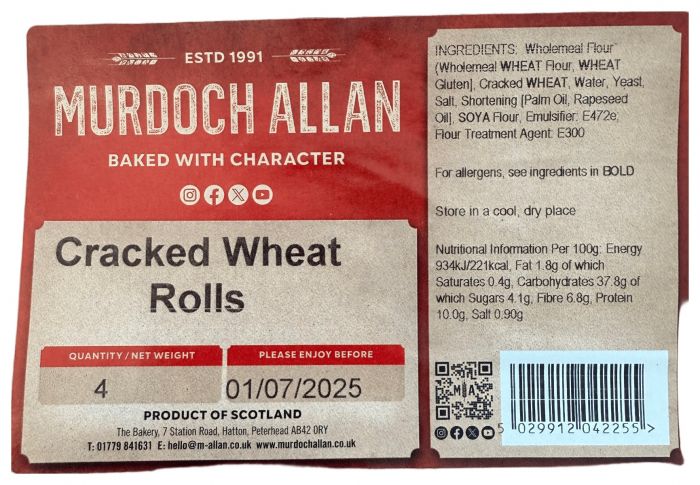 ESTD 1991
MURDOCH ALLAN
BAKED WITH CHARACTER
Cracked Wheat
Rolls
QUANTITY / NET WEIGHT
PLEASE ENJOY BEFORE
4
01/07/2025
PRODUCT OF SCOTLAND
The Bakery, 7 Station Road, Hatton, Peterhead AB42 0RY
T: 01779 841631 E: hello@m-allan.co.uk www.murdochallan.co.uk
INGREDIENTS: Wholemeal Flour
(Wholemeal WHEAT Flour, WHEAT
Gluten], Cracked WHEAT, Water, Yeast,
Salt, Shortening [Palm Oil, Rapeseed
Oil], SOYA Flour, Emulsifier: E472e,
Flour Treatment Agent: E300
For allergens, see ingredients in BOLD
Store in a cool, dry place
Nutritional Information Per 100g: Energy
934kJ/221kcal, Fat 1.8g of which
Saturates 0.4g, Carbohydrates 37.8g of
which Sugars 4.1g, Fibre 6.8g, Protein
10.0g, Salt 0.90g
M A
5 029912 042255 >